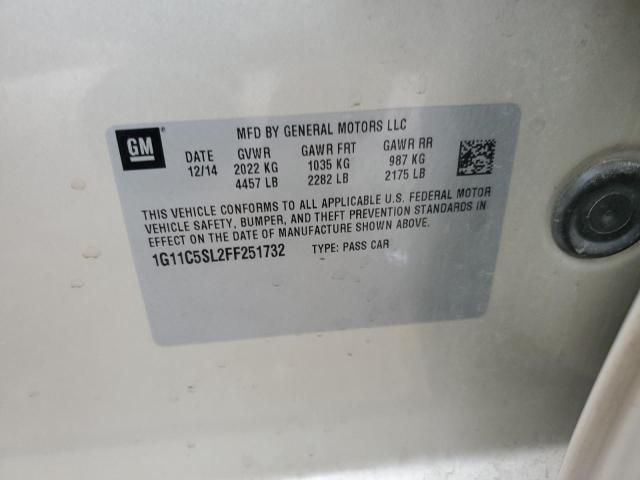 GM ®
MFD BY GENERAL MOTORS LLC
DATE GVWR GAWR FRT GAWR RR
12/14 2022 KG 1035 KG 987 KG
4457 LB 2282 LB 2175 LB
THIS VEHICLE CONFORMS TO ALL APPLICABLE U.S. FEDERAL MOTOR
VEHICLE SAFETY, BUMPER, AND THEFT PREVENTION STANDARDS IN
EFFECT ON THE DATE OF MANUFACTURE SHOWN ABOVE.
1G11C5SL2FF251732 TYPE: PASS CAR